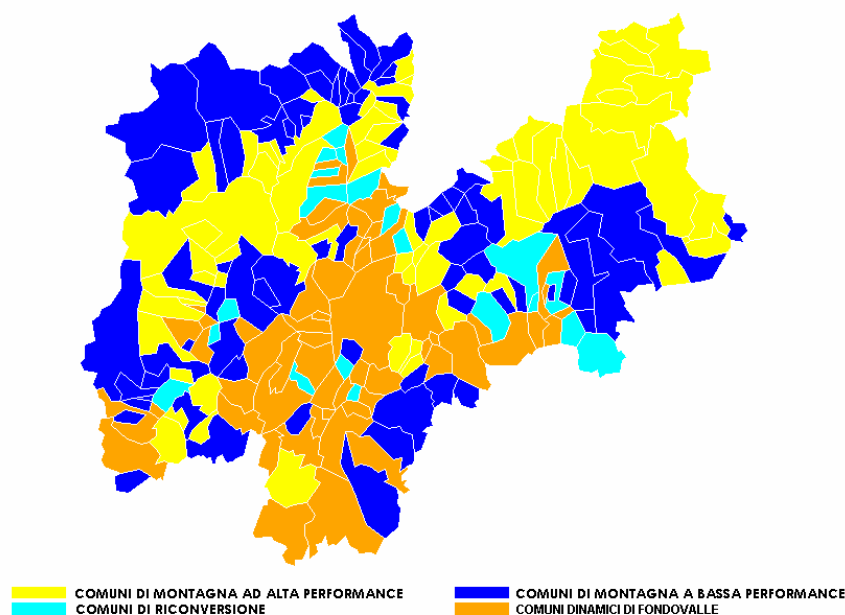 COMUNI DI MONTAGNA AD ALTA PERFORMANCE
COMUNI DI RICONVERSIONE
COMUNI DI MONTAGNA A BASSA PERFORMANCE
COMUNI DINAMICI DI FONDOVALLE